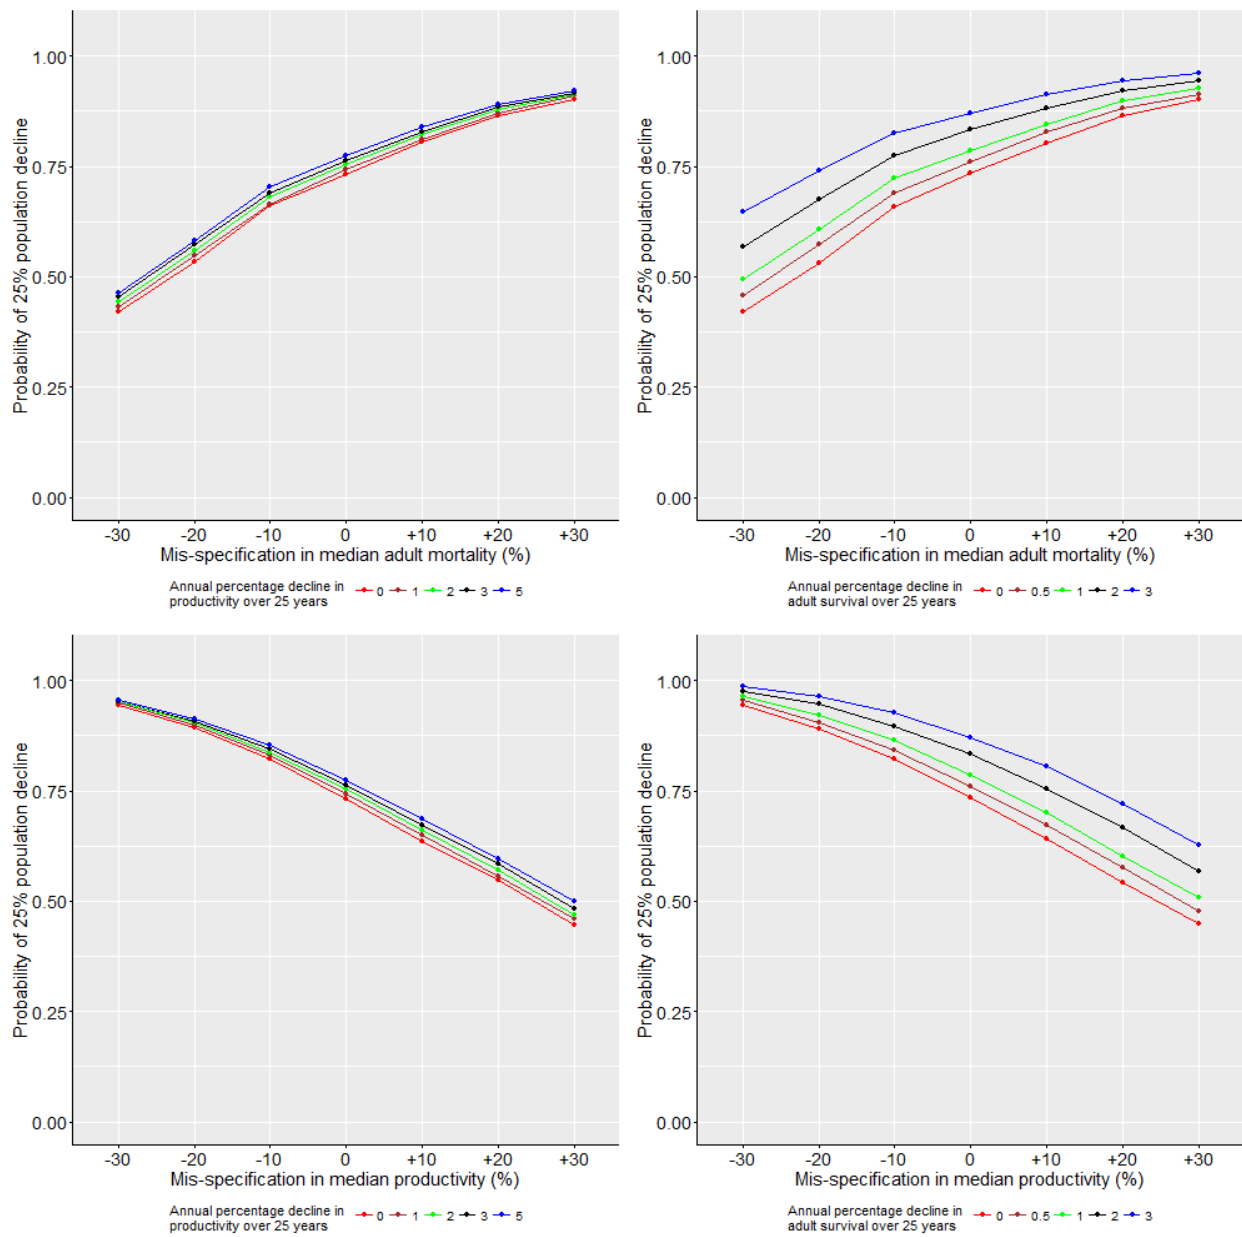 Probability of 25% population decline
1.00
0.75
0.50
0.25
0.00
-30 -20 -10 0 +10 +20 +30
Mis-specification in median adult mortality (%)
Annual percentage decline in
productivity over 25 years
0 1 2 3 5
Probability of 25% population decline
1.00
0.75
0.50
0.25
0.00
-30 -20 -10 0 +10 +20 +30
Mis-specification in median adult mortality (%)
Annual percentage decline in
adult survival over 25 years
0 0.5 1 2 3
Probability of 25% population decline
1.00
0.75
0.50
0.25
0.00
-30 -20 -10 0 +10 +20 +30
Mis-specification in median productivity (%)
Annual percentage decline in
productivity over 25 years
0 1 2 3 5
Probability of 25% population decline
1.00
0.75
0.50
0.25
0.00
-30 -20 -10 0 +10 +20 +30
Mis-specification in median productivity (%)
Annual percentage decline in
adult survival over 25 years
0 0.5 1 2 3